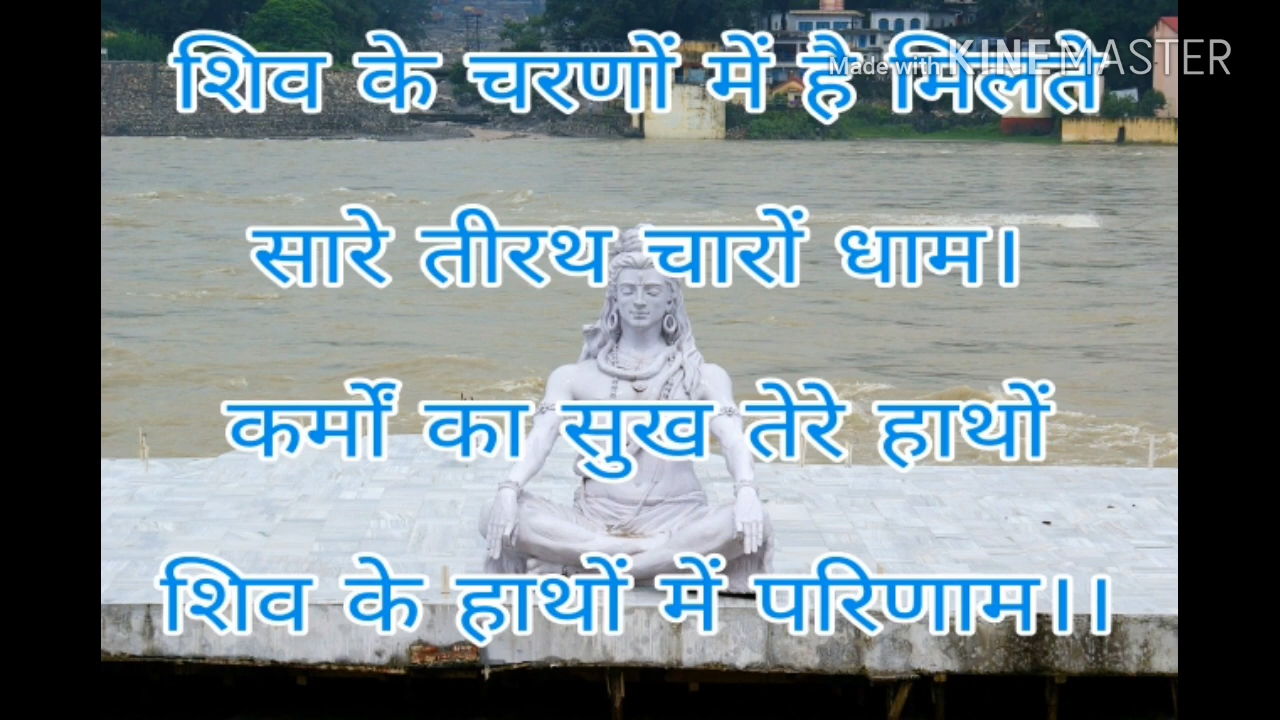 शिव के चरणों में है मिलते
Made with KINEMASTER
सारे तीरथ चारों धाम।
कर्मों का सुख तेरे हाथों
शिव के हाथों में परिणाम।।